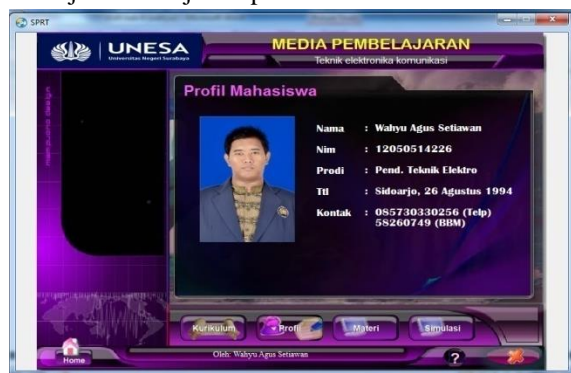 SPRT
UNESA
Universitas Negeri Surabaya
MEDIA PEMBELAJARAN
Teknik elektronika komunikasi
Profil Mahasiswa
Nama : Wahyu Agus Setiawan
Nim : 12050514226
Prodi : Pend. Teknik Elektro
Ttl : Sidoarjo, 26 Agustus 1994
Kontak : 085730330256 (Telp)
58260749 (BBM)
Kurikulum
Profil
Materi
Simulasi
Home
Oleh: Wahyu Agus Setiawan
?